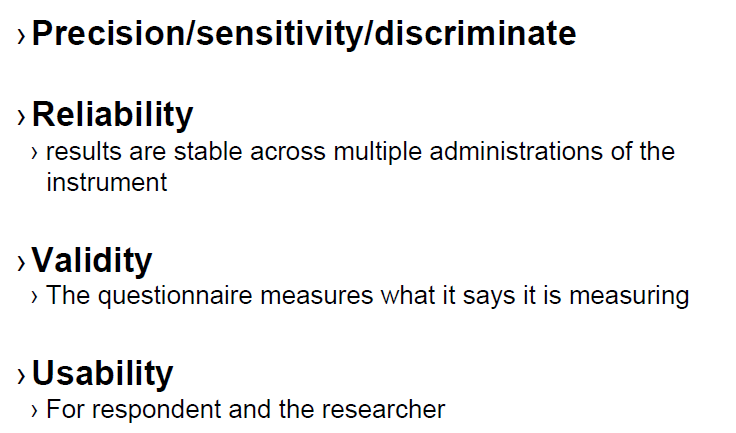 › Precision/sensitivity/discriminate
› Reliability
› results are stable across multiple administrations of the
instrument
› Validity
› The questionnaire measures what it says it is measuring
› Usability
› For respondent and the researcher